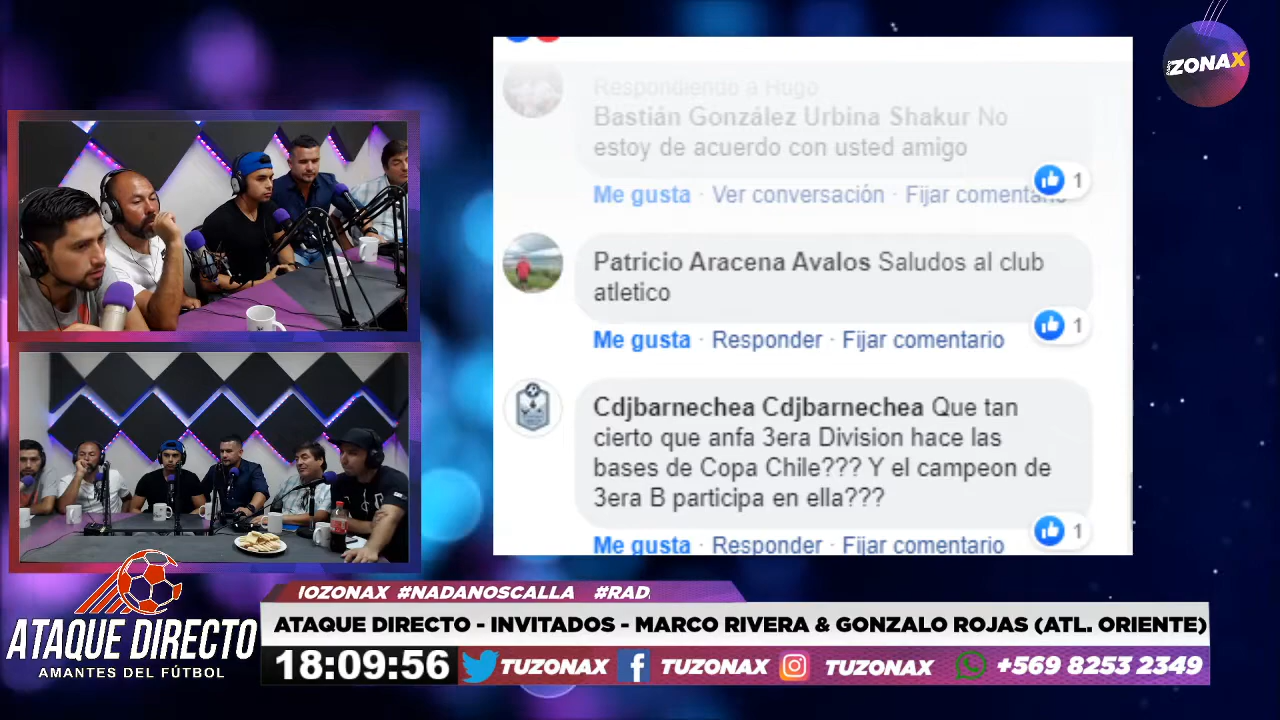 ZONAX
Respondiendo a Hugo
Bastián González Urbina Shakur No
estoy de acuerdo con usted amigo
1
Me gusta · Ver conversación · Fijar comentario
Patricio Aracena Avalos Saludos al club
atletico
1
Me gusta · Responder · Fijar comentario
Cdjbarnechea Cdjbarnechea Que tan
cierto que anfa 3era Division hace las
bases de Copa Chile??? Y el campeon de
3era B participa en ella???
1
Me gusta · Responder · Fijar comentario
IOZONAX #NADANOSCALLA #RAD
ATAQUE DIRECTO
AMANTES DEL FÚTBOL
ATAQUE DIRECTO - INVITADOS - MARCO RIVERA & GONZALO ROJAS (ATL. ORIENTE)
18:09:56 TUZONAX TUZONAX TUZONAX +569 8253 2349